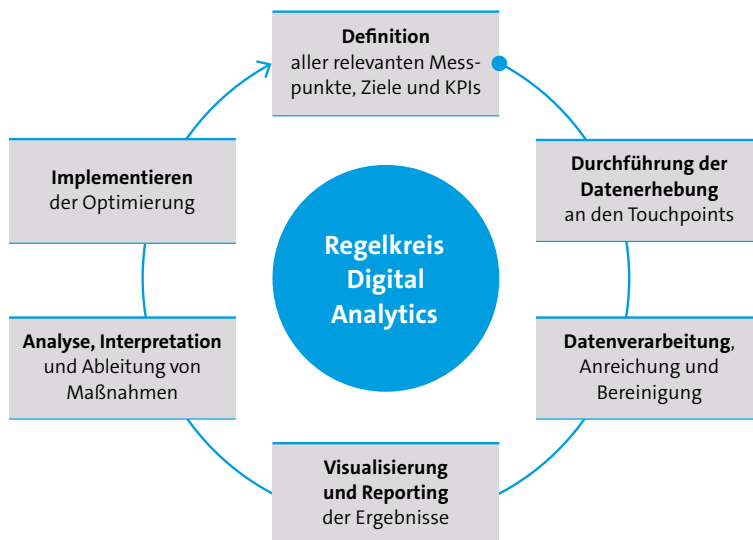 Definition
aller relevanten Mess-
punkte, Ziele und KPIs
Durchführung der
Datenerhebung
an den Touchpoints
Datenverarbeitung,
Anreichung und
Bereinigung
Visualisierung
und Reporting
der Ergebnisse
Analyse, Interpretation
und Ableitung von
Maßnahmen
Implementieren
der Optimierung
Regelkreis
Digital
Analytics